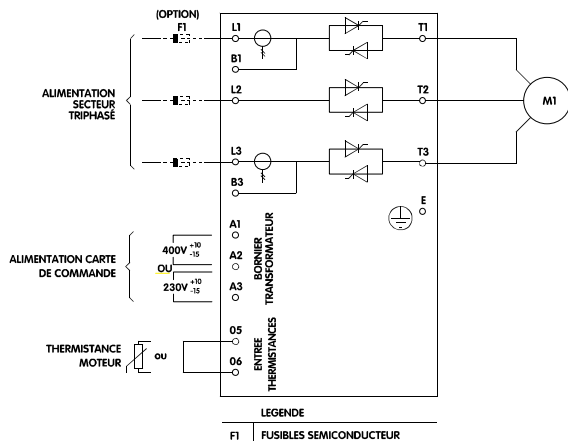 (OPTION)
F1
L1
T1
B1
ALIMENTATION
SECTEUR
TRIPHASÉ
L2
T2
M1
L3
T3
B3
E
A1
400V +10 -15
ALIMENTATION CARTE
DE COMMANDE
OU
A2
230V +10 -15
A3
BORNIER
TRANSFORMATEUR
05
THERMISTANCE
MOTEUR
OU
06
ENTREE
THERMISTANCES
LEGENDE
F1 FUSIBLES SEMICONDUCTEUR